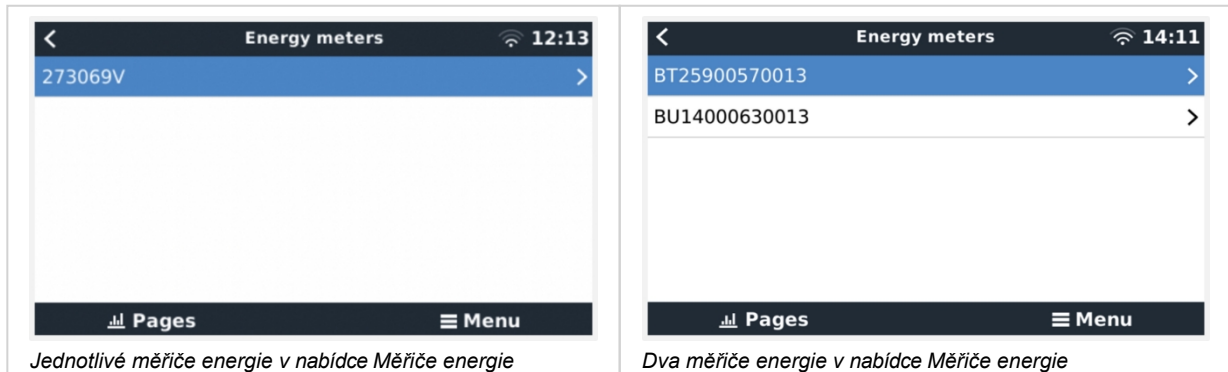 Energy meters 12:13
273069V
Pages Menu
Jednotlivé měřiče energie v nabídce Měřiče energie
Energy meters 14:11
BT25900570013
BU14000630013
Pages Menu
Dva měřiče energie v nabídce Měřiče energie